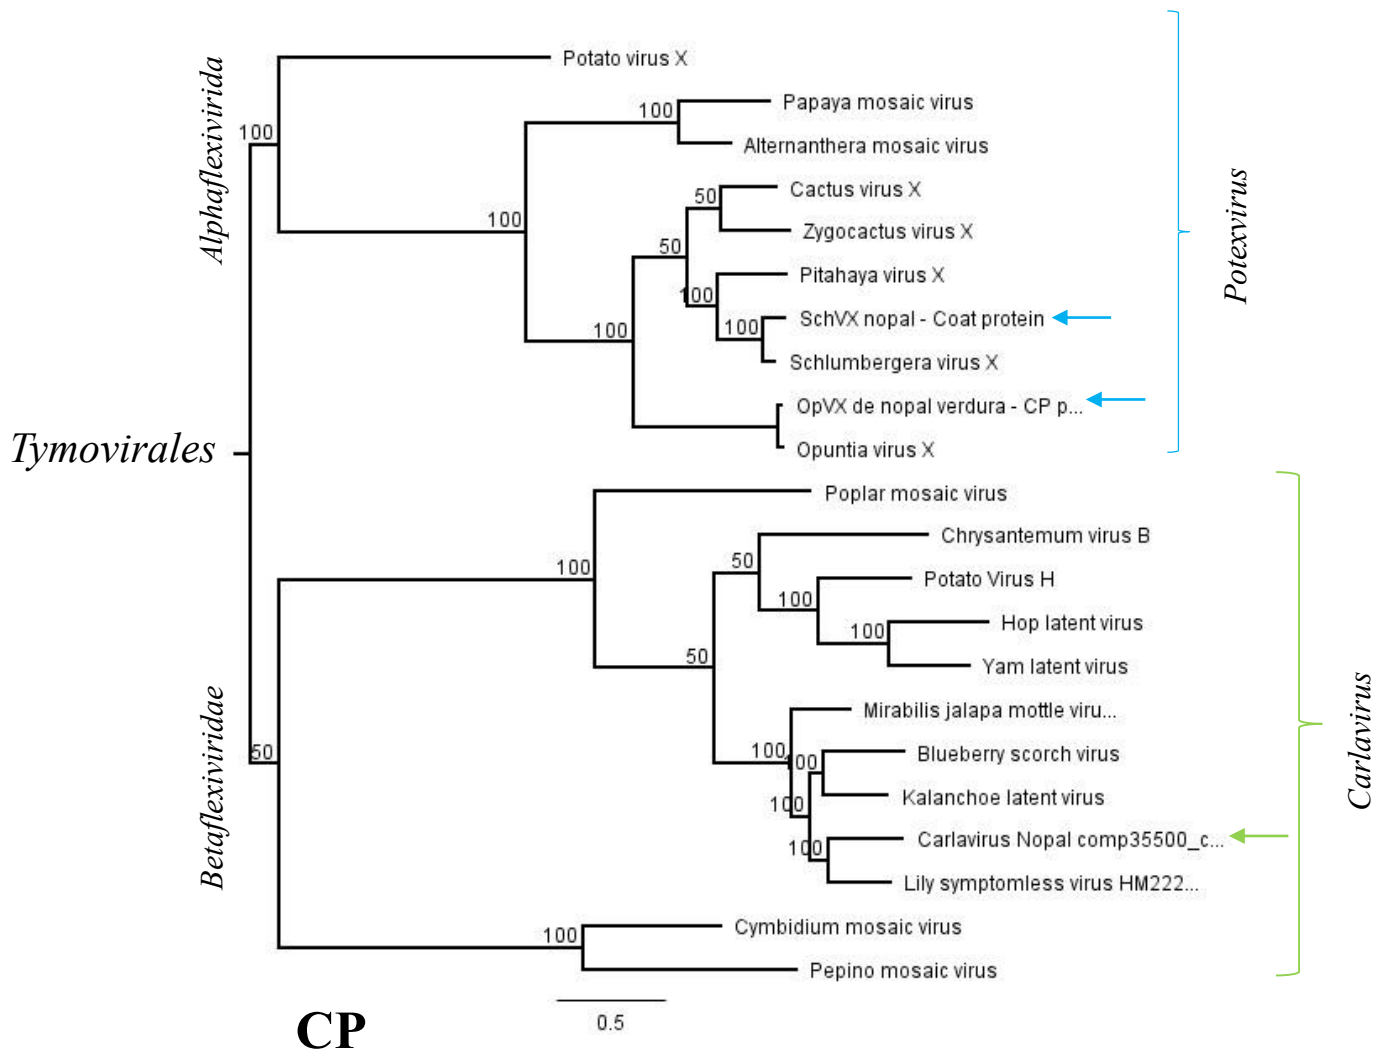 Potato virus X
Papaya mosaic virus
Alternanthera mosaic virus
Cactus virus X
Zygocactus virus X
Pitahaya virus X
SchVX nopal - Coat protein
Schlumbergera virus X
OpVX de nopal verdura - CP p...
Opuntia virus X
Poplar mosaic virus
Chrysantemum virus B
Potato Virus H
Hop latent virus
Yam latent virus
Mirabilis jalapa mottle viru...
Blueberry scorch virus
Kalanchoe latent virus
Carlavirus Nopal comp35500_c...
Lily symptomless virus HM222...
Cymbidium mosaic virus
Pepino mosaic virus
100
100
100
50
50
100
100
100
100
50
100
100
50
100
100
100
100
50
100
Tymovirales
Alphaflexivirida
Betaflexiviridae
Potexvirus
Carlavirus
0.5
CP